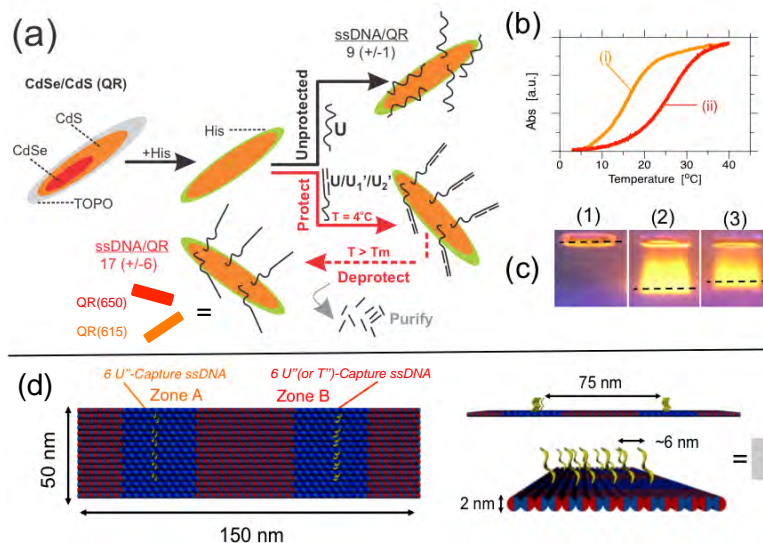 (a)
CdSe/CdS (QR)
CdS
CdSe
TOPO
+His
His
Unprotected
U
ssDNA/QR
9 (+/-1)
Protect
U/U1'/U2'
T = 4°C
T > Tm
Deprotect
Purify
ssDNA/QR
17 (+/-6)
QR(650)
QR(615)
=
(b)
Abs [a.u.]
(i)
(ii)
0 10 20 30 40 50
Temperature [°C]
(c)
(1) (2) (3)
(d)
6 U''-Capture ssDNA
Zone A
6 U''(or T'')-Capture ssDNA
Zone B
50 nm
150 nm
75 nm
~6 nm
2 nm
=